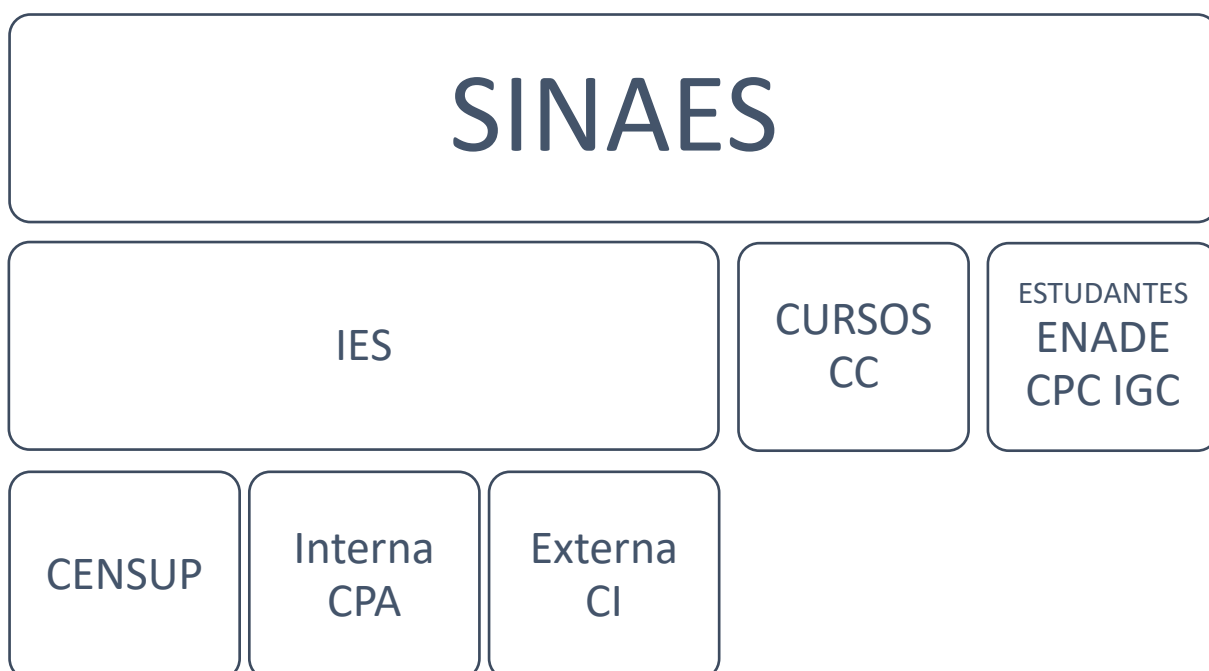 SINAES
IES
CURSOS
CC
ESTUDANTES
ENADE
CPC IGC
CENSUP
Interna
CPA
Externa
CI